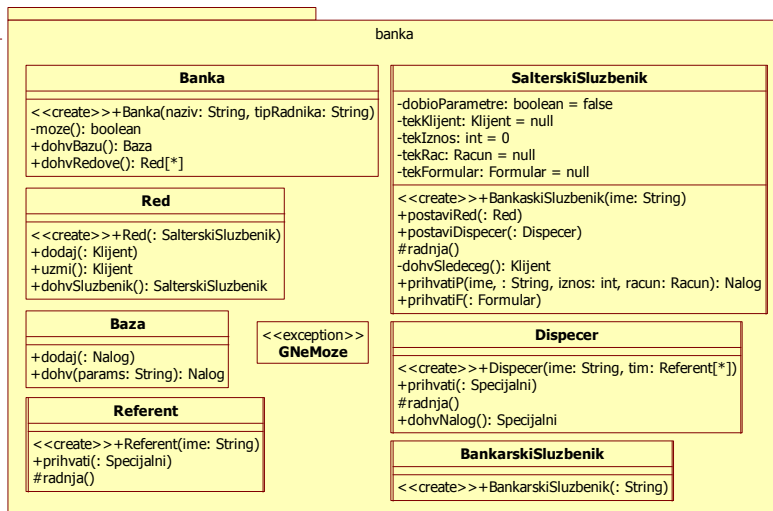 banka
Banka
<<create>>+Banka(naziv: String, tipRadnika: String)
-moze(): boolean
+dohvBazu(): Baza
+dohvRedove(): Red[*]
SalterskiSluzbenik
-dobioParametre: boolean = false
-tekKlijent: Klijent = null
-tekIznos: int = 0
-tekRac: Racun = null
-tekFormular: Formular = null
<<create>>+BankaskiSluzbenik(ime: String)
+postaviRed(: Red)
+postaviDispecer(: Dispecer)
#radnja()
-dohvSledeceg(): Klijent
+prihvatiP(ime, : String, iznos: int, racun: Racun): Nalog
+prihvatiF(: Formular)
Red
<<create>>+Red(: SalterskiSluzbenik)
+dodaj(: Klijent)
+uzmi(): Klijent
+dohvSluzbenik(): SalterskiSluzbenik
Baza
+dodaj(: Nalog)
+dohv(params: String): Nalog
<<exception>>
GNeMoze
Dispecer
<<create>>+Dispecer(ime: String, tim: Referent[*])
+prihvati(: Specijalni)
#radnja()
+dohvNalog(): Specijalni
Referent
<<create>>+Referent(ime: String)
+prihvati(: Specijalni)
#radnja()
BankarskiSluzbenik
<<create>>+BankarskiSluzbenik(: String)